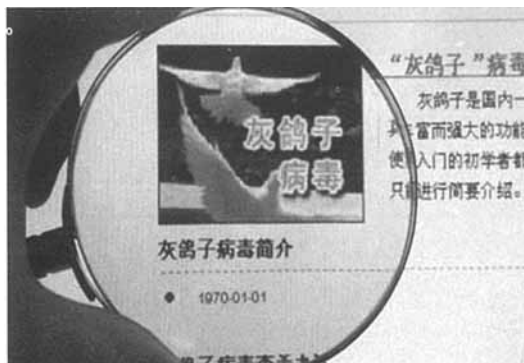 灰鸽子
病毒
灰鸽子病毒简介
1970-01-01
“灰鸽子”病毒
灰鸽子是国内一
富而强大的功能
使 入门的初学者都
只能进行简要介绍。